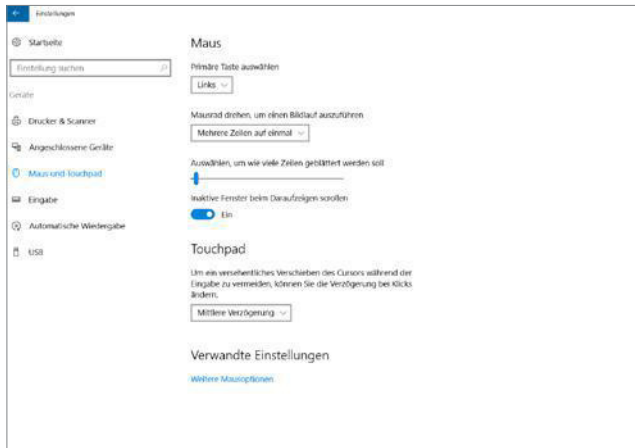 Einstellungen
Startseite
Einstellung suchen
Geräte
Drucker & Scanner
Angeschlossene Geräte
Maus und Touchpad
Eingabe
Automatische Wiedergabe
USB
Maus
Primäre Taste auswählen
Links
Mausrad drehen, um einen Bildlauf auszuführen
Mehrere Zeilen auf einmal
Auswählen, um wie viele Zeilen geblättert werden soll
Inaktive Fenster beim Daraufzeigen scrollen
Ein
Touchpad
Um ein versehentliches Verschieben des Cursors während der
Eingabe zu vermeiden, können Sie die Verzögerung bei Klicks
ändern.
Mittlere Verzögerung
Verwandte Einstellungen
Weitere Mausoptionen